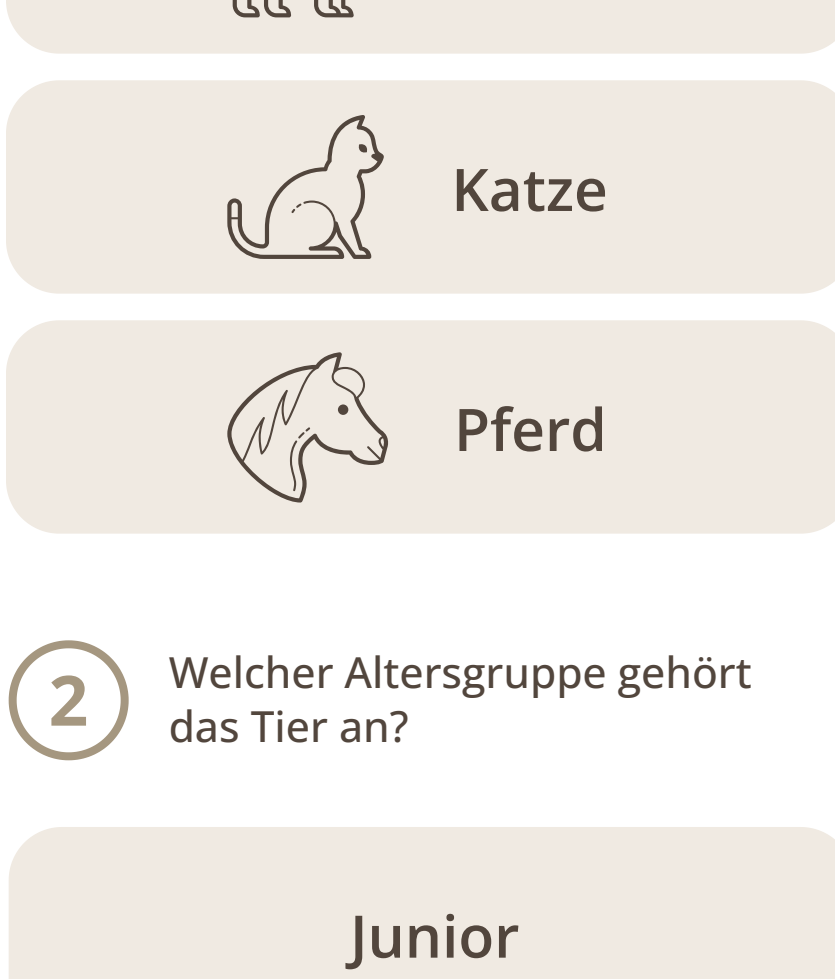 Katze
Pferd
2
Welcher Altersgruppe gehört
das Tier an?
Junior